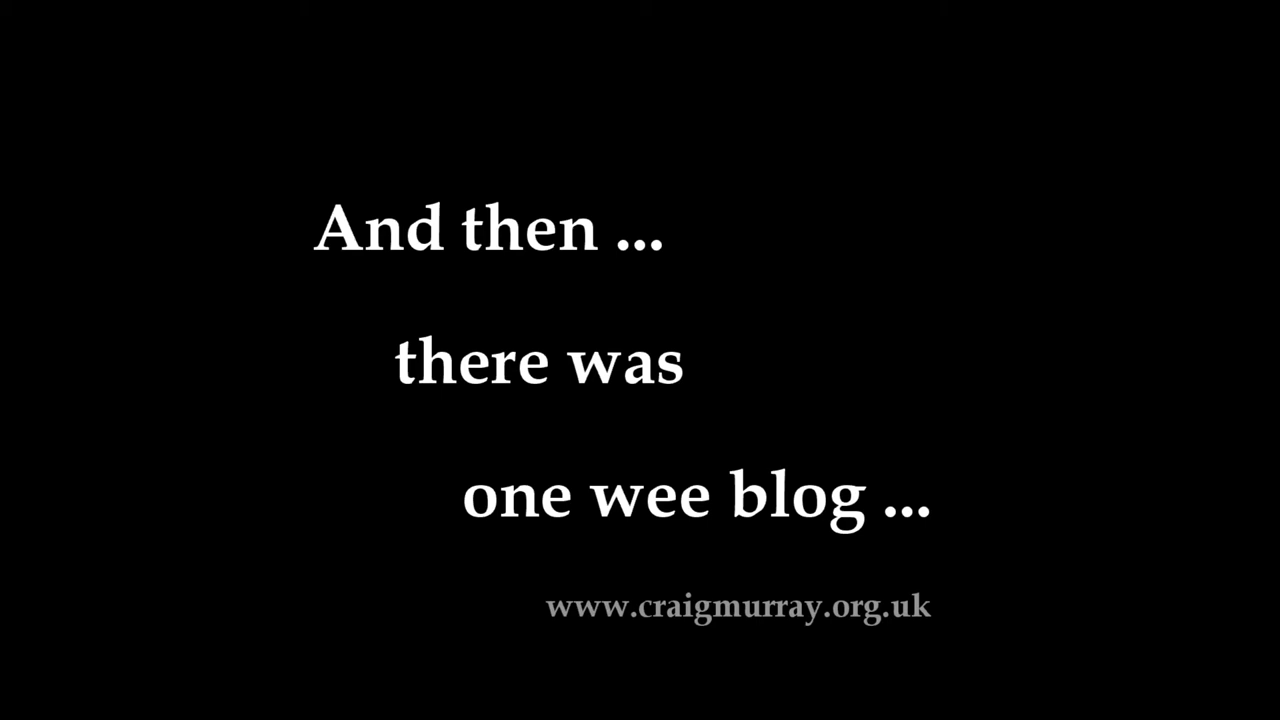 And then ...
there was
one wee blog ...
www.craigmurray.org.uk